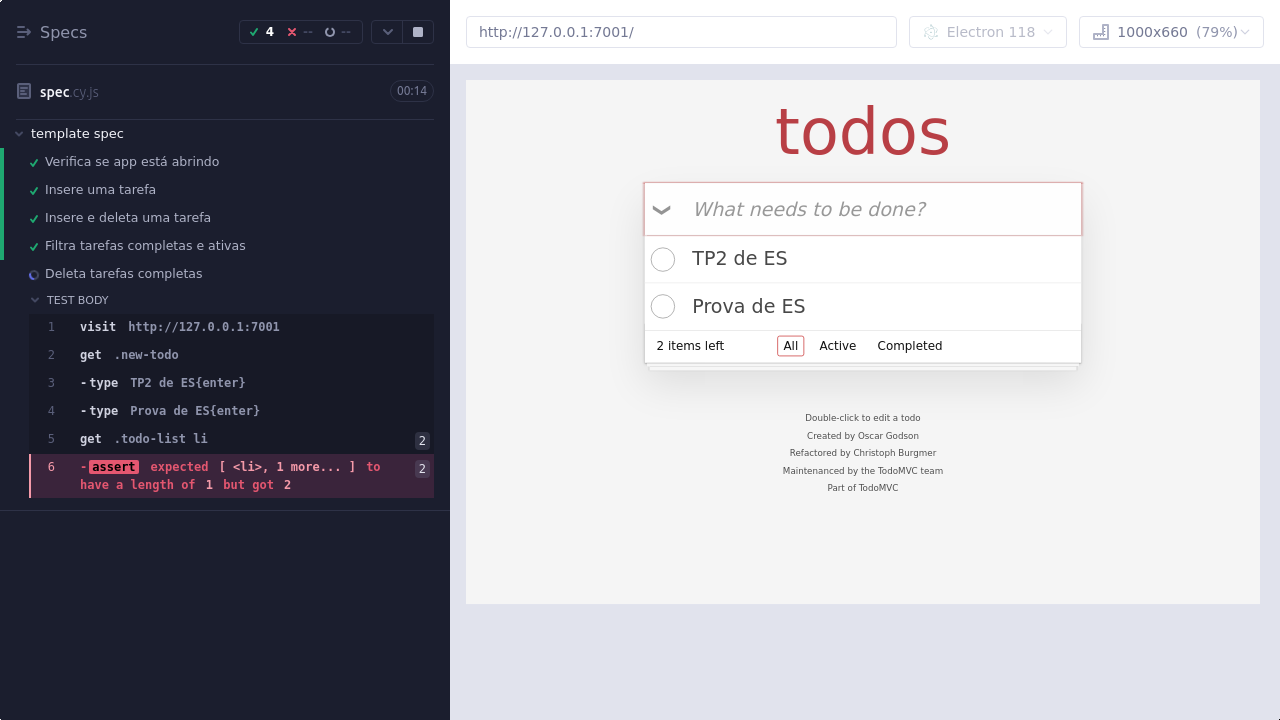 Specs
4
--
--
spec.cy.js
00:14
template spec
Verifica se app está abrindo
Insere uma tarefa
Insere e deleta uma tarefa
Filtra tarefas completas e ativas
Deleta tarefas completas
TEST BODY
1 visit http://127.0.0.1:7001
2 get .new-todo
3 -type TP2 de ES{enter}
4 -type Prova de ES{enter}
5 get .todo-list li 2
6 -assert expected [ <li>, 1 more... ] to 2
have a length of 1 but got 2
http://127.0.0.1:7001/
Electron 118
1000x660 (79%)
todos
What needs to be done?
TP2 de ES
Prova de ES
2 items left All Active Completed
Double-click to edit a todo
Created by Oscar Godson
Refactored by Christoph Burgmer
Maintenanced by the TodoMVC team
Part of TodoMVC